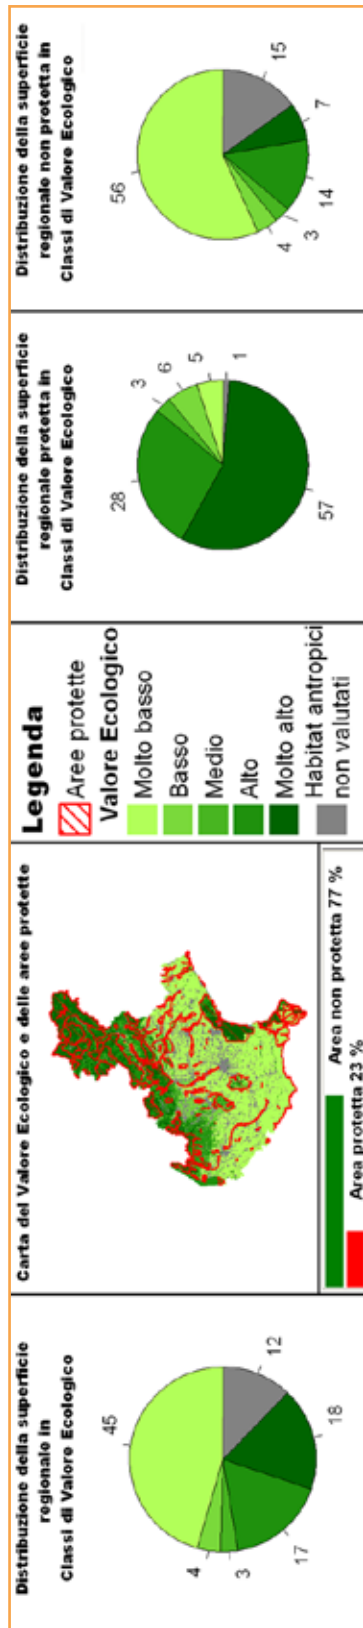 Distribuzione della superficie
regionale in
Classi di Valore Ecologico
45
4
3
17
18
12
Carta del Valore Ecologico e delle aree protette
Area non protetta 77 %
Area protetta 23 %
Legenda
Aree protette
Valore Ecologico
Molto basso
Basso
Medio
Alto
Molto alto
Habitat antropici
non valutati
Distribuzione della superficie
regionale protetta in
Classi di Valore Ecologico
28
3
6
5
1
57
Distribuzione della superficie
regionale non protetta in
Classi di Valore Ecologico
56
4
3
14
7
15